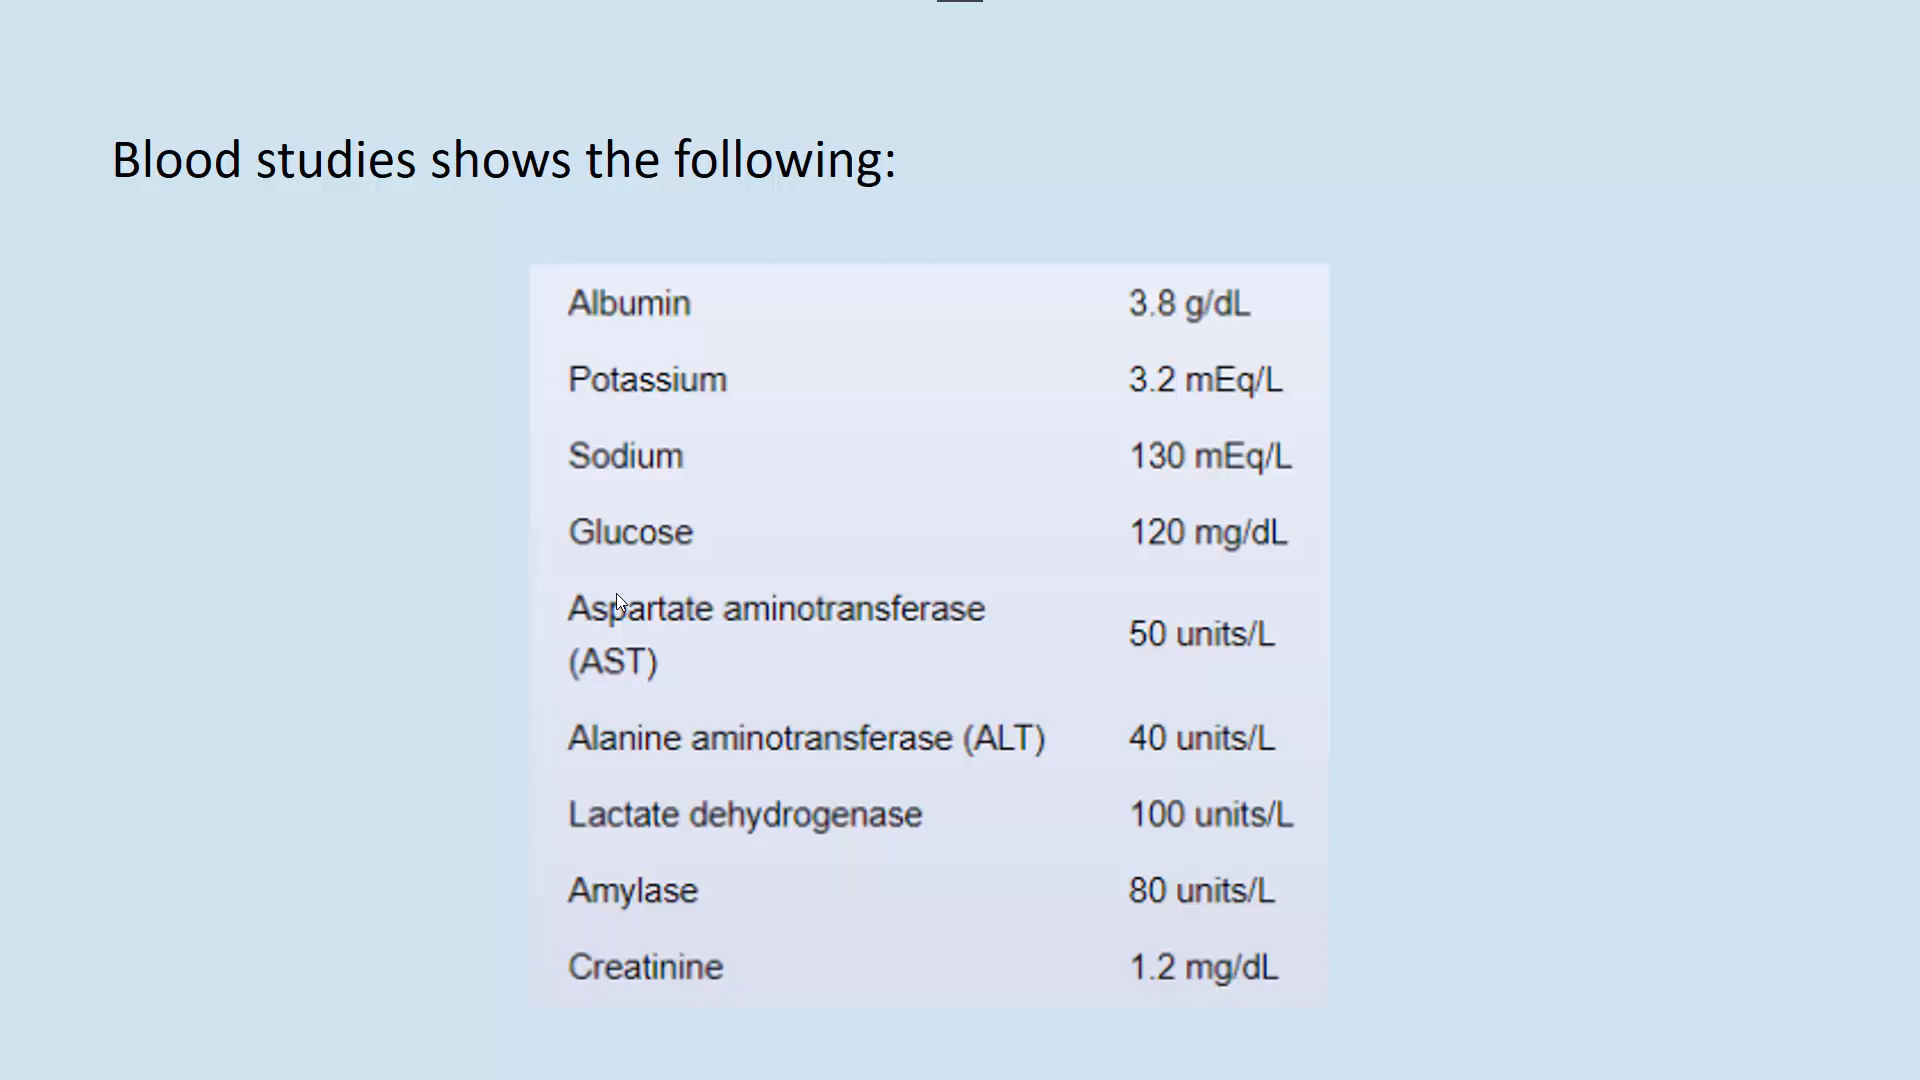 Blood studies shows the following:
Albumin 3.8 g/dL
Potassium 3.2 mEq/L
Sodium 130 mEq/L
Glucose 120 mg/dL
Aspartate aminotransferase
(AST) 50 units/L
Alanine aminotransferase (ALT) 40 units/L
Lactate dehydrogenase 100 units/L
Amylase 80 units/L
Creatinine 1.2 mg/dL